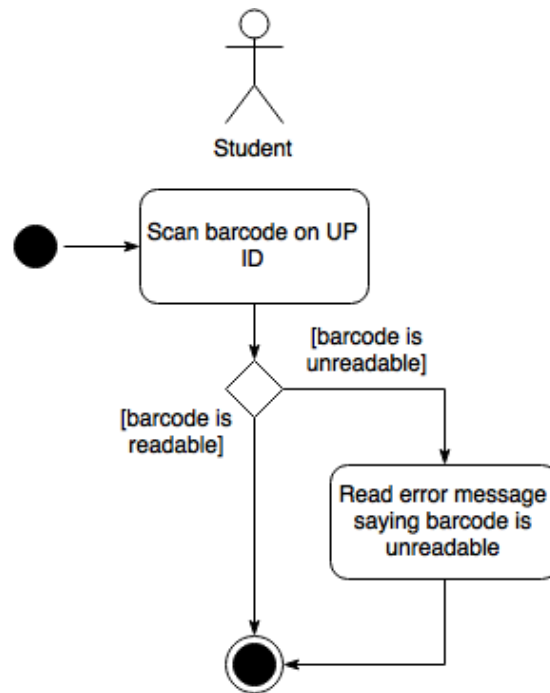 Student
Scan barcode on UP
ID
[barcode is
unreadable]
[barcode is
readable]
Read error message
saying barcode is
unreadable